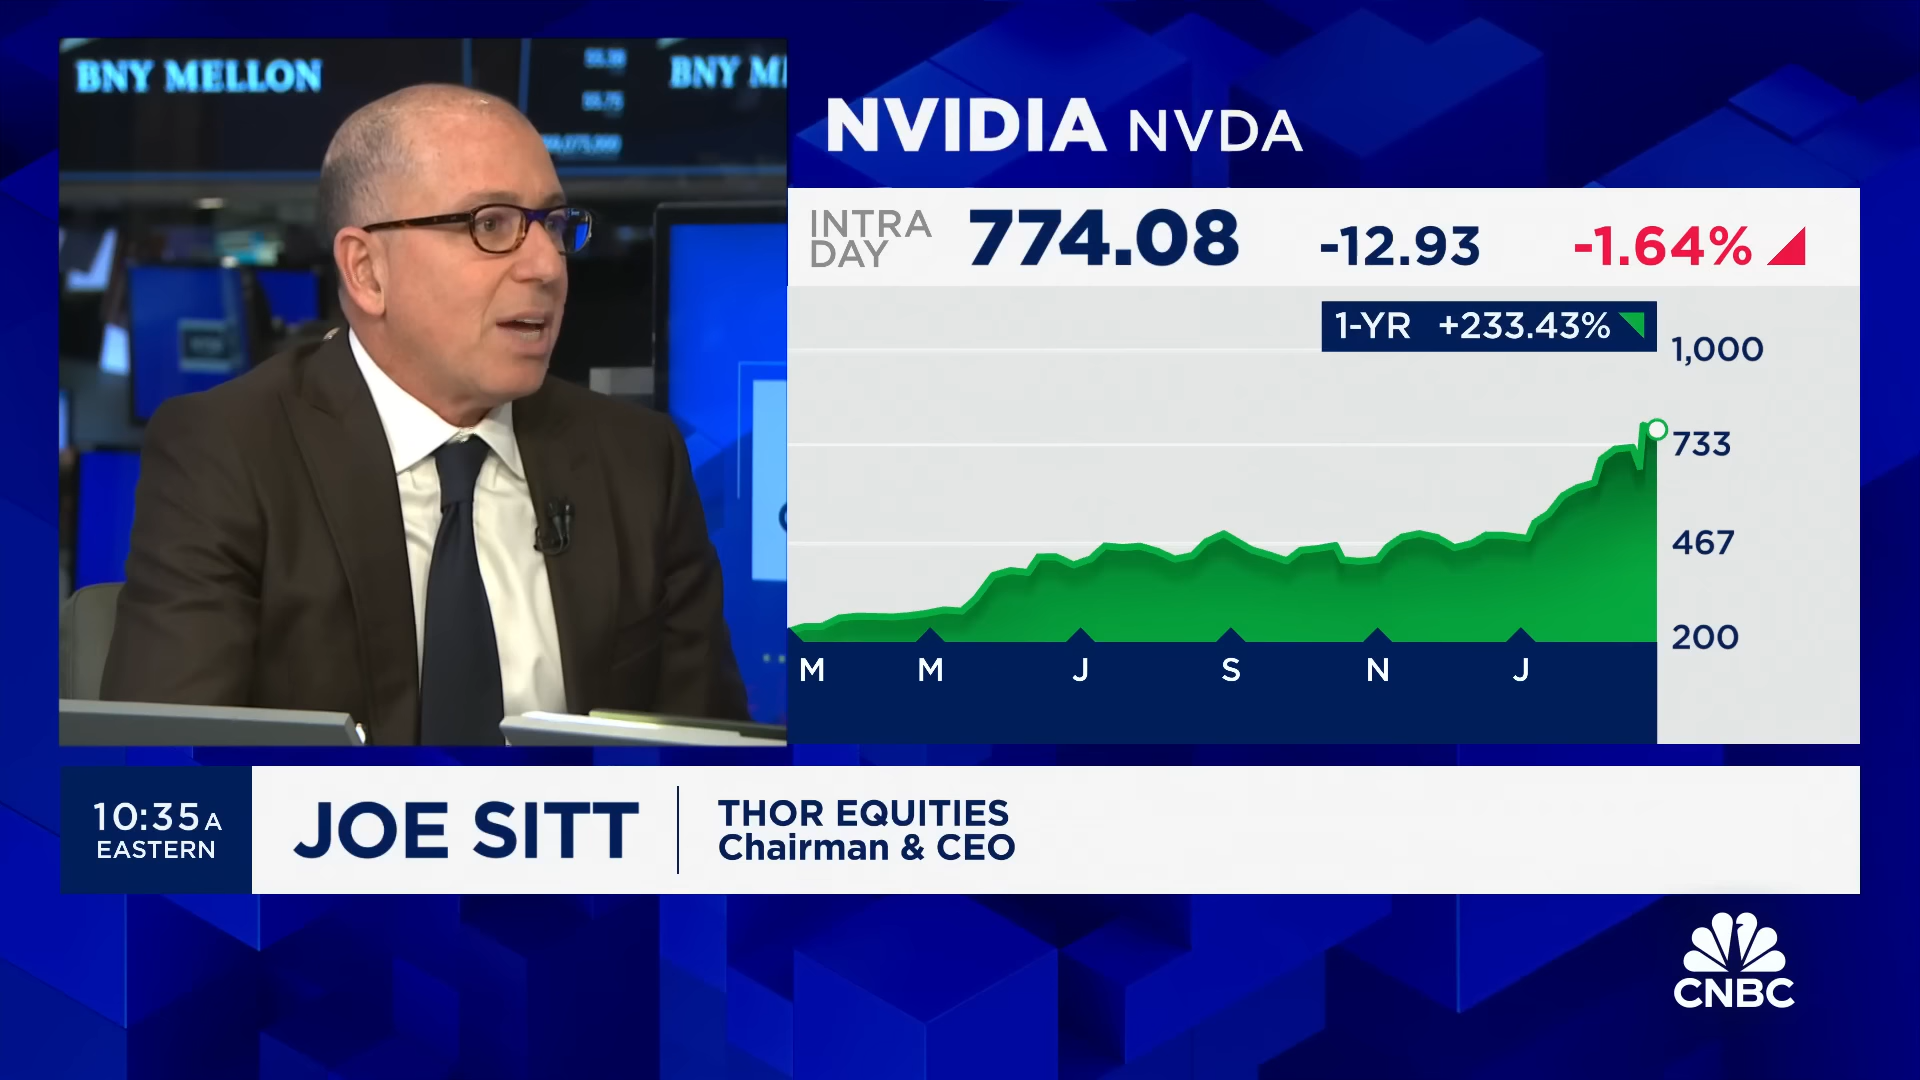 BNY MELLON
BNY M
NVIDIA NVDA
INTRA DAY 774.08 -12.93 -1.64%
1-YR +233.43%
1,000
733
467
200
M M J S N J
10:35A
EASTERN
JOE SITT
THOR EQUITIES
Chairman & CEO
CNBC